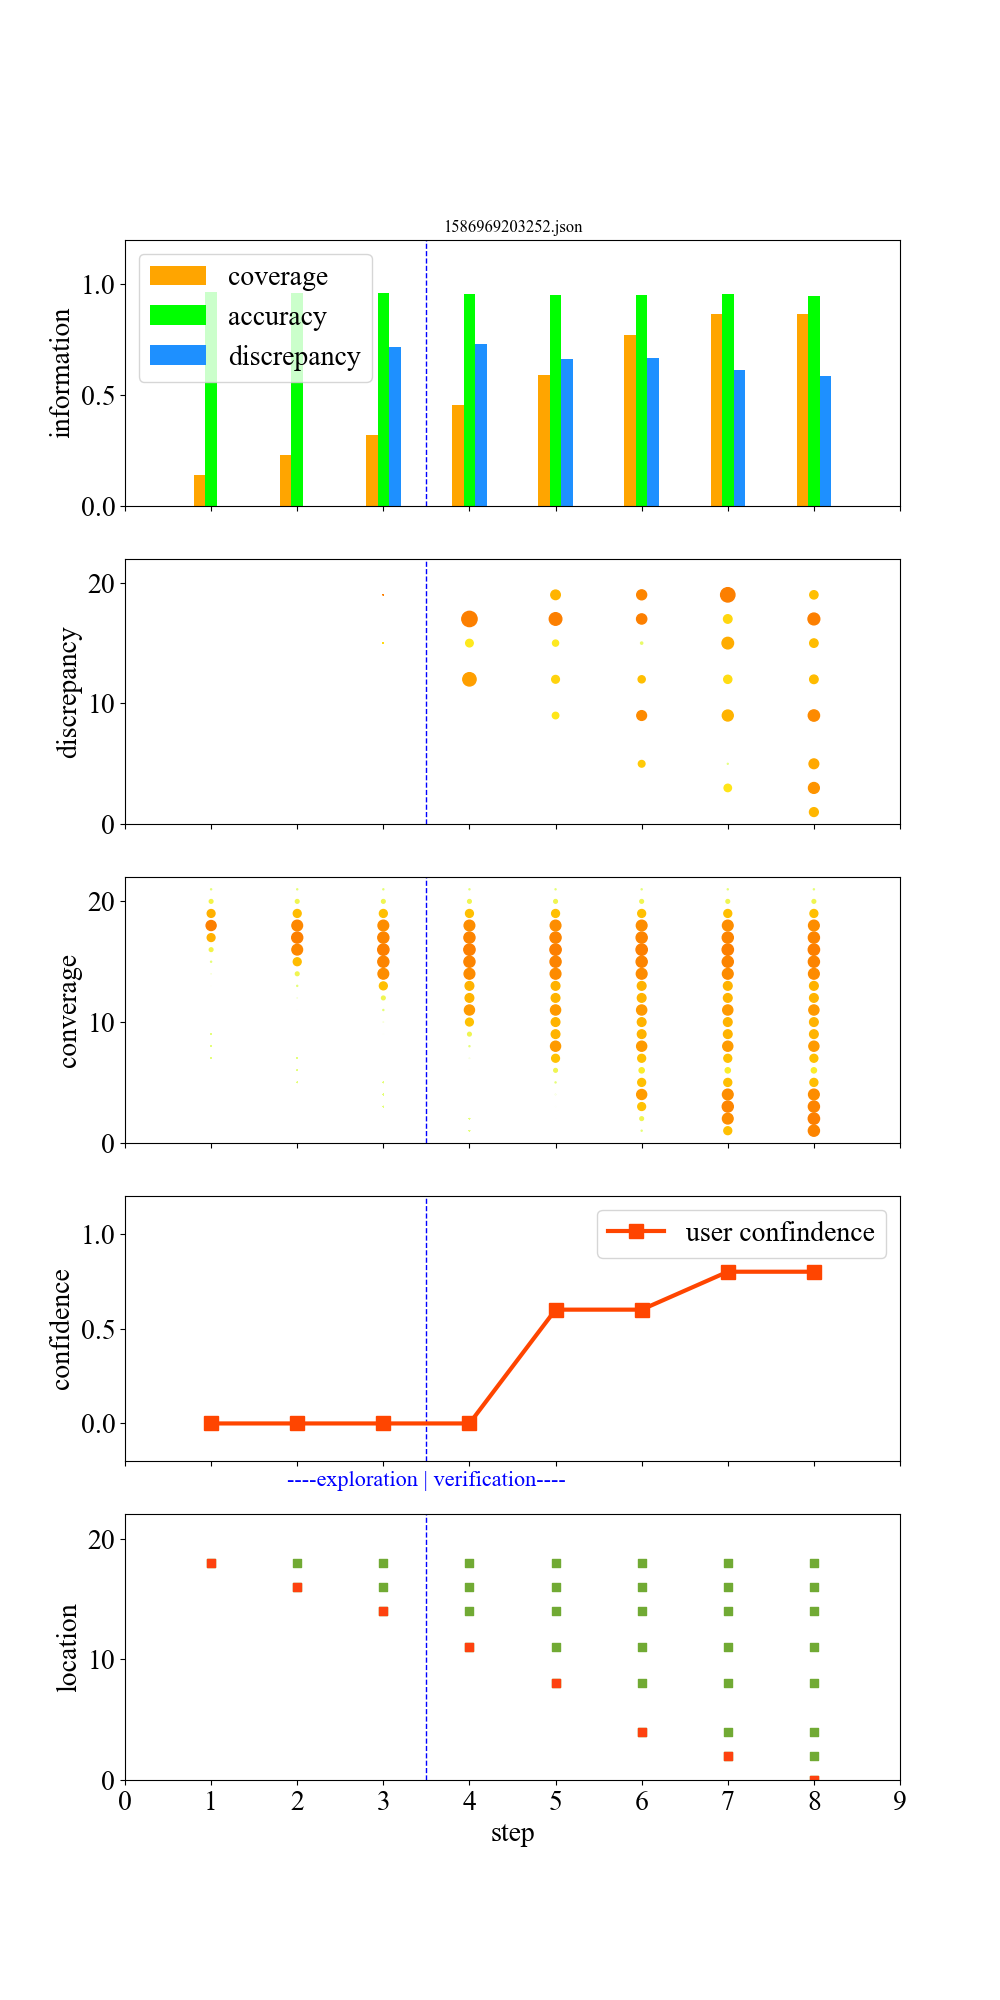 1586969203252.json
1.0
0.5
0.0
information
coverage
accuracy
discrepancy
20
10
0
discrepancy
20
10
0
converage
1.0
0.5
0.0
confidence
user confindence
----exploration | verification----
20
10
0
location
0 1 2 3 4 5 6 7 8 9
step